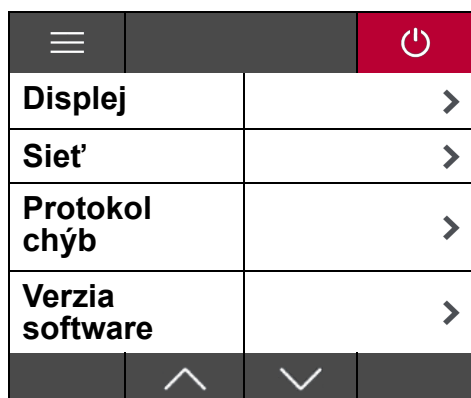 Displej
Sieť
Protokol
chýb
Verzia
software